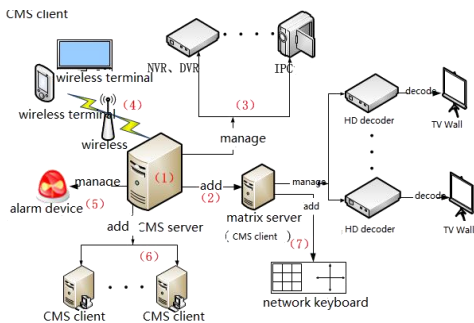 CMS client
NVR、DVR
IPC
wireless terminal
wireless terminal
(4)
wireless
(3)
manage
HD decoder
decode
TV Wall
manage
(1)
add
(2)
manage
decode
alarm device
(5)
add
CMS server
matrix server
( CMS client )
(7)
add
HD decoder
TV Wall
(6)
CMS client
CMS client
network keyboard